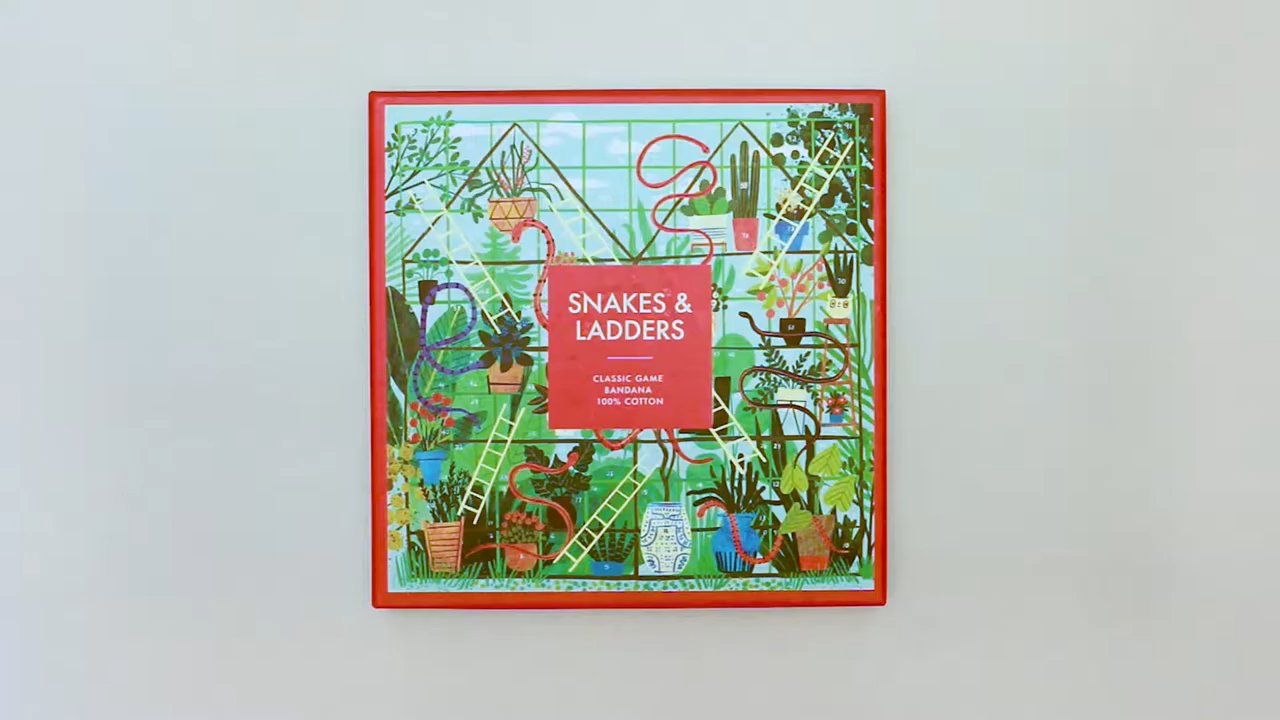 SNAKES &
LADDERS
CLASSIC GAME
BANDANA
100% COTTON